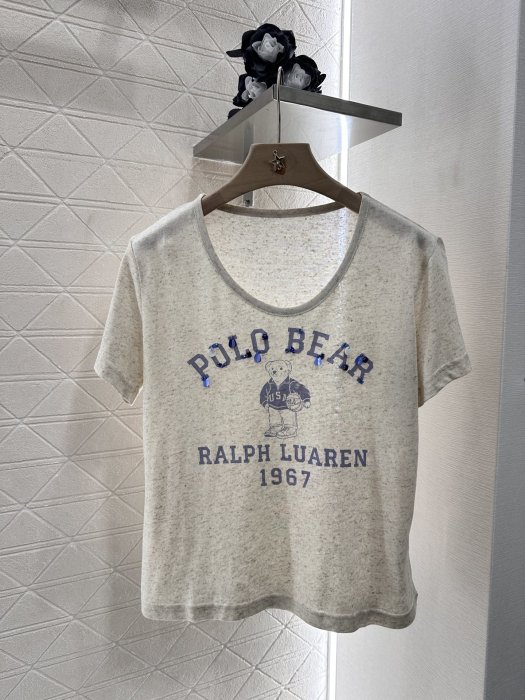 POLO BEAR
USA
RALPH LUAREN
1967